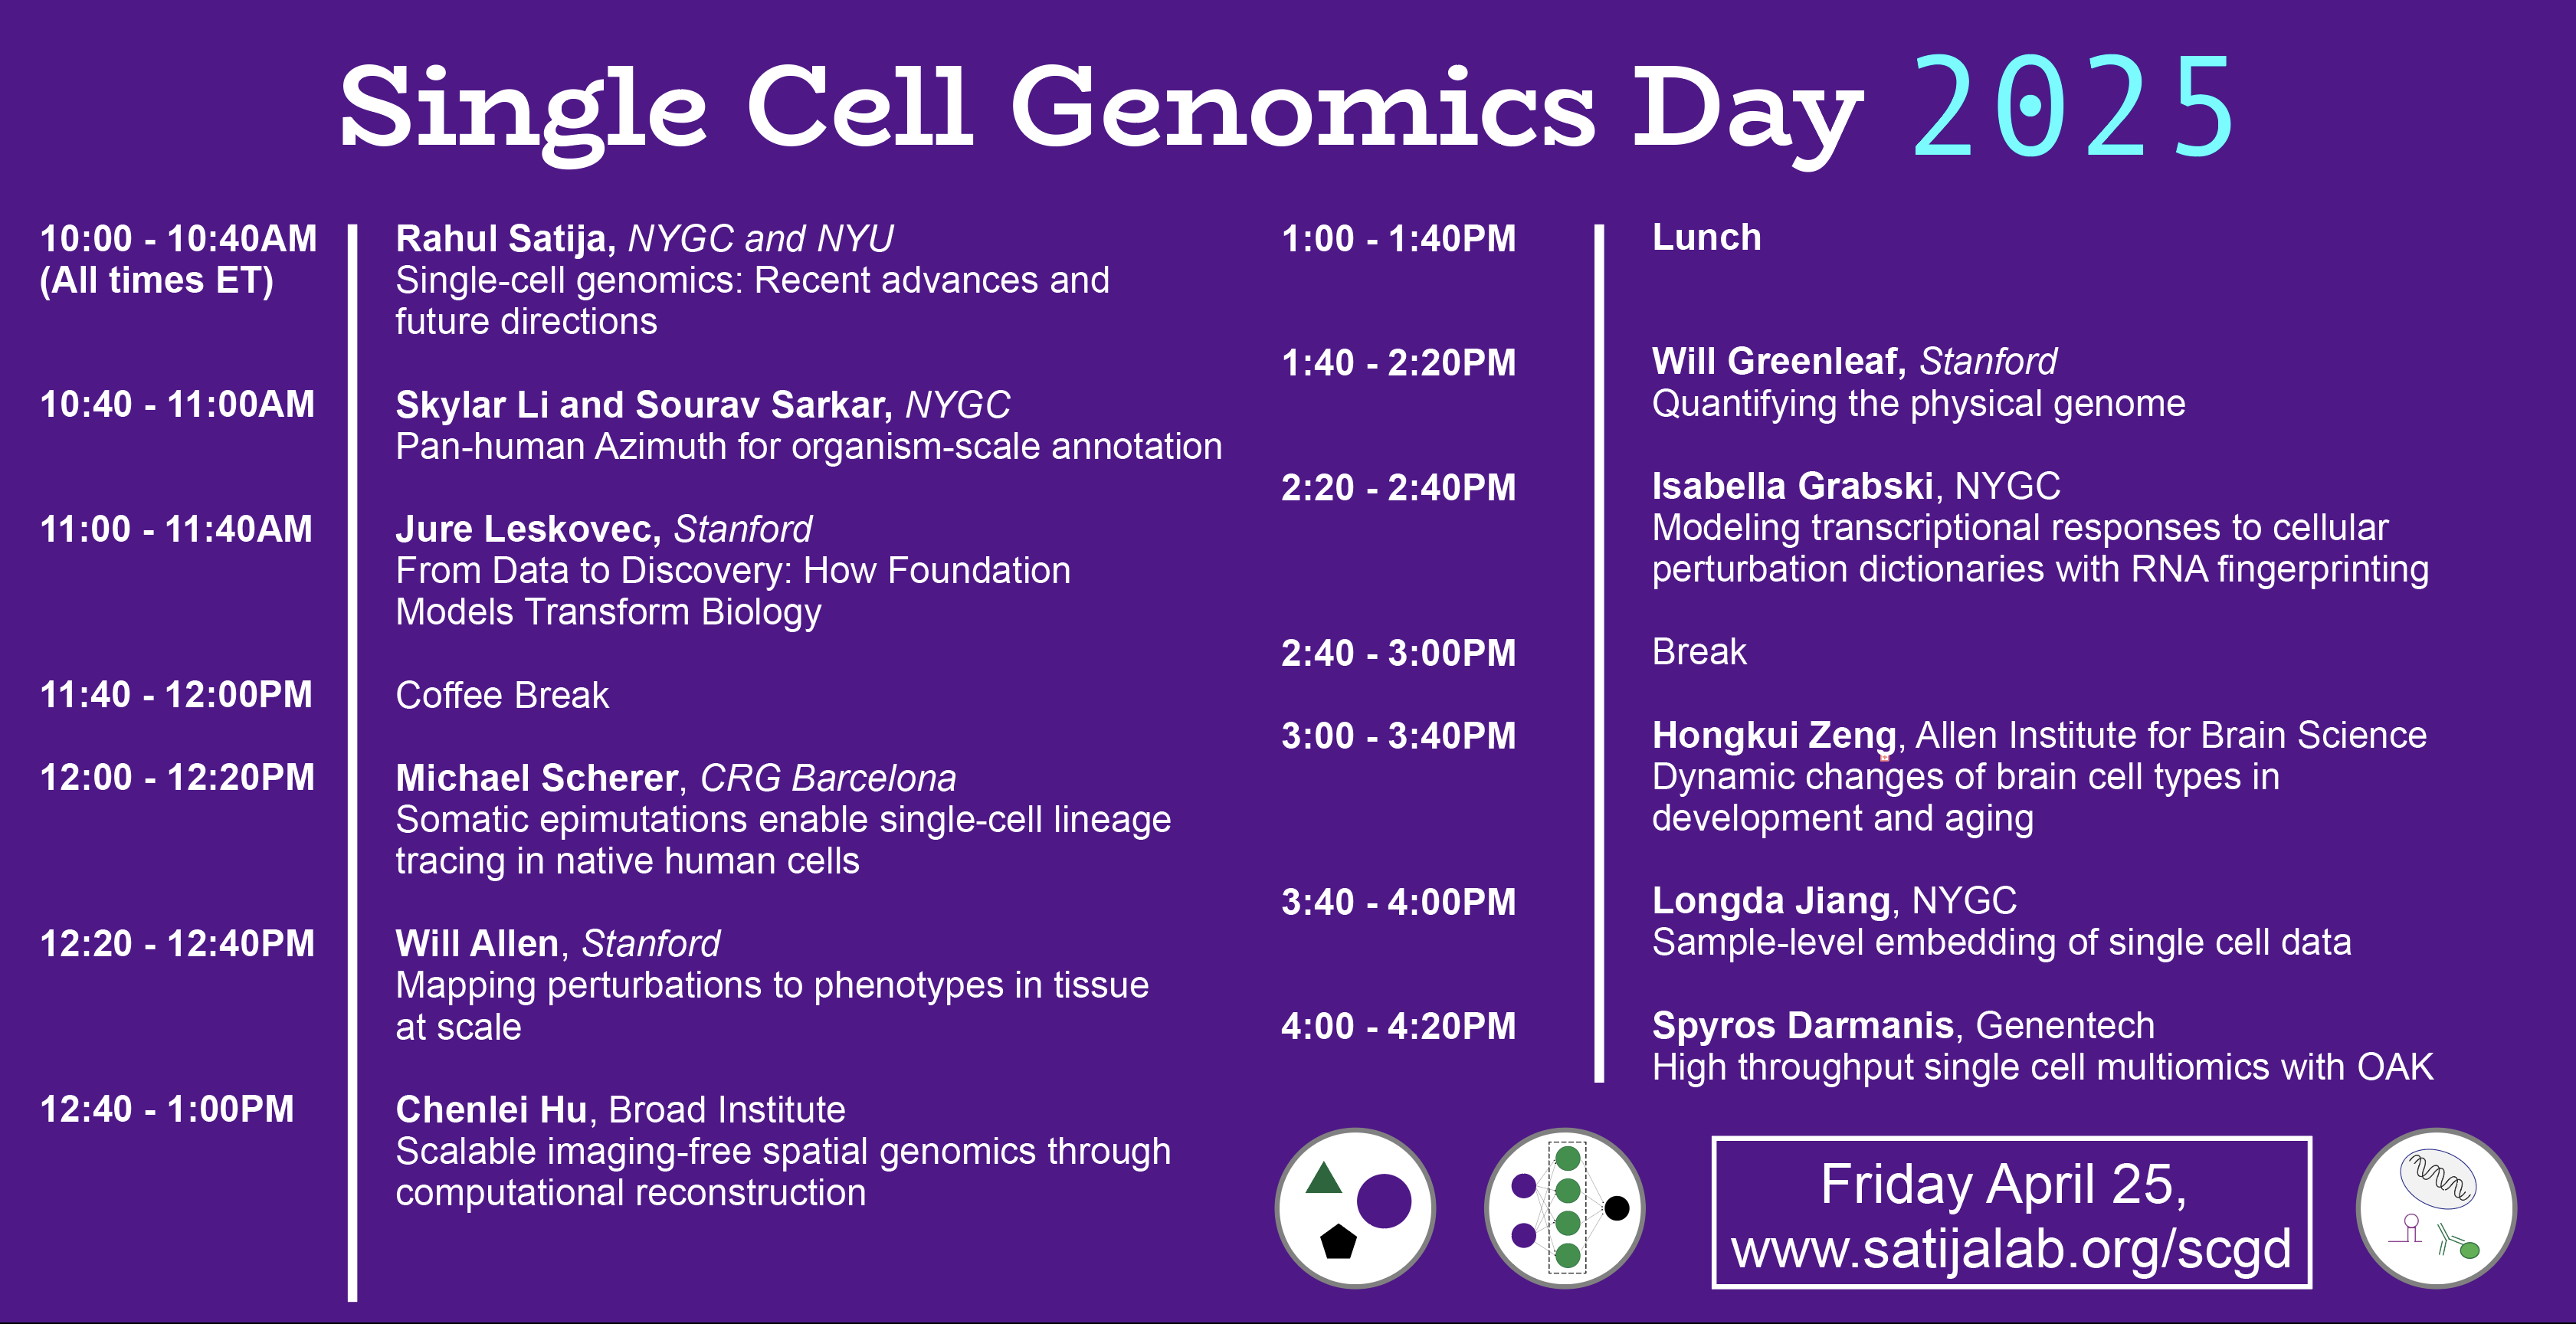 Single Cell Genomics Day 2025
10:00 - 10:40AM
(All times ET)
Rahul Satija, NYGC and NYU
Single-cell genomics: Recent advances and
future directions
10:40 - 11:00AM
Skylar Li and Sourav Sarkar, NYGC
Pan-human Azimuth for organism-scale annotation
11:00 - 11:40AM
Jure Leskovec, Stanford
From Data to Discovery: How Foundation
Models Transform Biology
11:40 - 12:00PM
Coffee Break
12:00 - 12:20PM
Michael Scherer, CRG Barcelona
Somatic epimutations enable single-cell lineage
tracing in native human cells
12:20 - 12:40PM
Will Allen, Stanford
Mapping perturbations to phenotypes in tissue
at scale
12:40 - 1:00PM
Chenlei Hu, Broad Institute
Scalable imaging-free spatial genomics through
computational reconstruction
1:00 - 1:40PM
Lunch
1:40 - 2:20PM
Will Greenleaf, Stanford
Quantifying the physical genome
2:20 - 2:40PM
Isabella Grabski, NYGC
Modeling transcriptional responses to cellular
perturbation dictionaries with RNA fingerprinting
2:40 - 3:00PM
Break
3:00 - 3:40PM
Hongkui Zeng, Allen Institute for Brain Science
Dynamic changes of brain cell types in
development and aging
3:40 - 4:00PM
Longda Jiang, NYGC
Sample-level embedding of single cell data
4:00 - 4:20PM
Spyros Darmanis, Genentech
High throughput single cell multiomics with OAK
Friday April 25,
www.satijalab.org/scgd